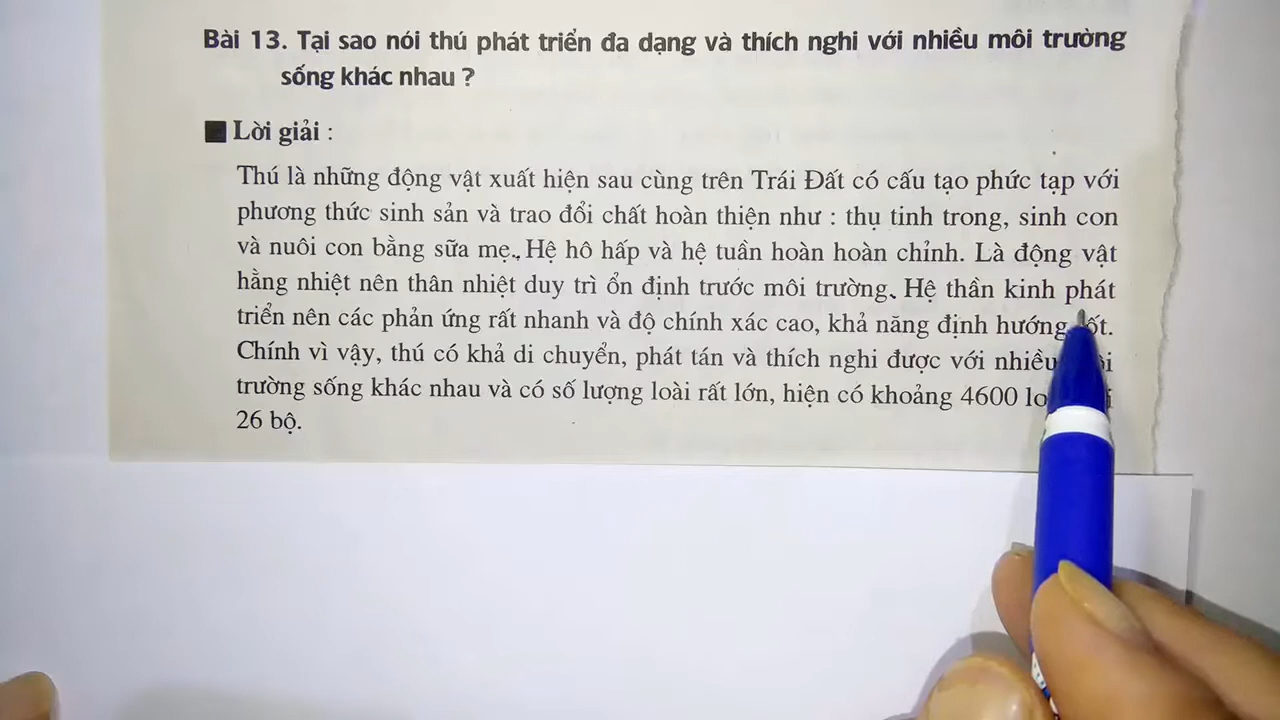 Bài 13. Tại sao nói thú phát triển đa dạng và thích nghi với nhiều môi trường
sống khác nhau ?
Lời giải :
Thú là những động vật xuất hiện sau cùng trên Trái Đất có cấu tạo phức tạp với
phương thức sinh sản và trao đổi chất hoàn thiện như : thụ tinh trong, sinh con
và nuôi con bằng sữa mẹ. Hệ hô hấp và hệ tuần hoàn hoàn chỉnh. Là động vật
hằng nhiệt nên thân nhiệt duy trì ổn định trước môi trường. Hệ thần kinh phát
triển nên các phản ứng rất nhanh và độ chính xác cao, khả năng định hướng
Chính vì vậy, thú có khả di chuyển, phát tán và thích nghi được với nhiều
trường sống khác nhau và có số lượng loài rất lớn, hiện có khoảng 4600
26 bộ.